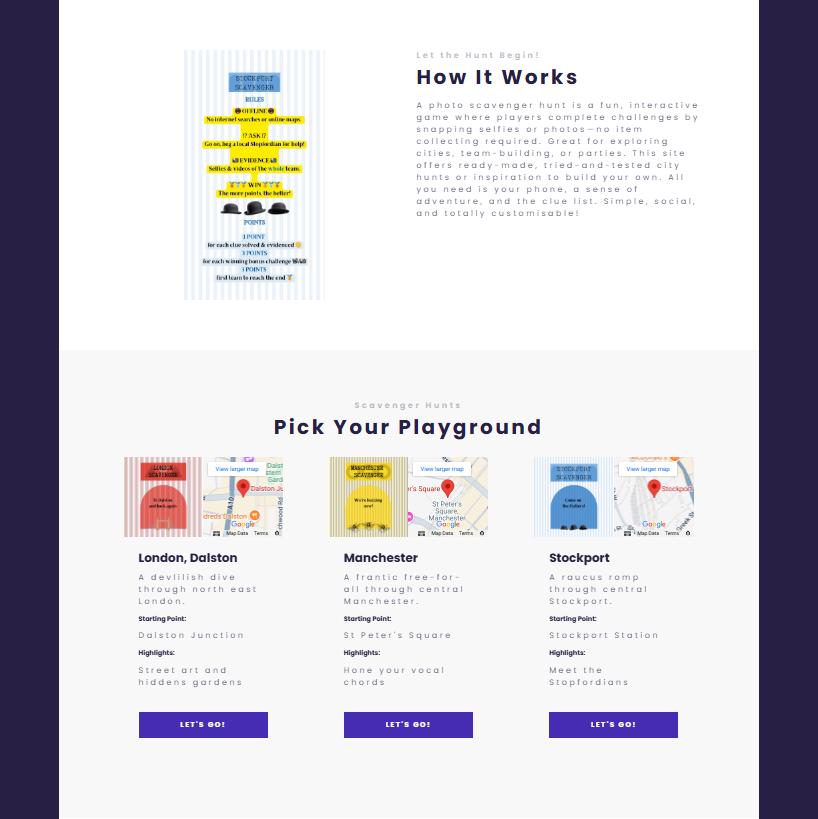 STOCKPORT
SCAVENGER
RULES
OFFLINE
No internet searches or online maps.
⁉ ASK ⁉
Go on, beg a local Stopfordian for help!
EVIDENCE
Selfies & videos of the whole team.
WIN
The more points, the better!
POINTS
1 POINT
for each clue solved & evidenced
3 POINTS
for each winning bonus challenge
3 POINTS
first team to reach the end
Let the Hunt Begin!
How It Works
A photo scavenger hunt is a fun, interactive
game where players complete challenges by
snapping selfies or photos—no item
collecting required. Great for exploring
cities, team-building, or parties. This site
offers ready-made, tried-and-tested city
hunts or inspiration to build your own. All
you need is your phone, a sense of
adventure, and the clue list. Simple, social,
and totally customisable!
Scavenger Hunts
Pick Your Playground
LONDON
SCAVENGER
View larger map
Dalston Ju
A10
dreds Dalston
Google
Map Data Terms
MANCHESTER
SCAVENGER
We're buzzing
now!
View larger map
r's Square
St Peter's
Square,
Manchester
Google
Map Data Terms
STOCKPORT
SCAVENGER
Come on
View larger map
Stockpor
Google
Map Data Terms
London, Dalston
A devlilish dive
through north east
London.
Starting Point:
Dalston Junction
Highlights:
Street art and
hiddens gardens
LET'S GO!
Manchester
A frantic free-for-
all through central
Manchester.
Starting Point:
St Peter's Square
Highlights:
Hone your vocal
chords
LET'S GO!
Stockport
A raucus romp
through central
Stockport.
Starting Point:
Stockport Station
Highlights:
Meet the
Stopfordians
LET'S GO!